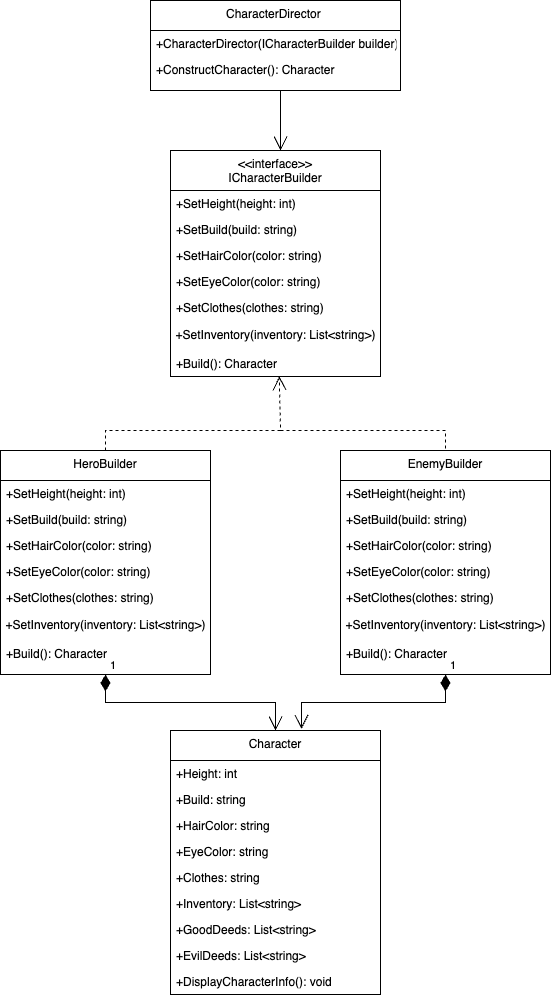 CharacterDirector
+CharacterDirector(ICharacterBuilder builder)
+ConstructCharacter(): Character
<<interface>>
ICharacterBuilder
+SetHeight(height: int)
+SetBuild(build: string)
+SetHairColor(color: string)
+SetEyeColor(color: string)
+SetClothes(clothes: string)
+SetInventory(inventory: List<string>)
+Build(): Character
HeroBuilder
+SetHeight(height: int)
+SetBuild(build: string)
+SetHairColor(color: string)
+SetEyeColor(color: string)
+SetClothes(clothes: string)
+SetInventory(inventory: List<string>)
+Build(): Character
1
EnemyBuilder
+SetHeight(height: int)
+SetBuild(build: string)
+SetHairColor(color: string)
+SetEyeColor(color: string)
+SetClothes(clothes: string)
+SetInventory(inventory: List<string>)
+Build(): Character
1
Character
+Height: int
+Build: string
+HairColor: string
+EyeColor: string
+Clothes: string
+Inventory: List<string>
+GoodDeeds: List<string>
+EvilDeeds: List<string>
+DisplayCharacterInfo(): void